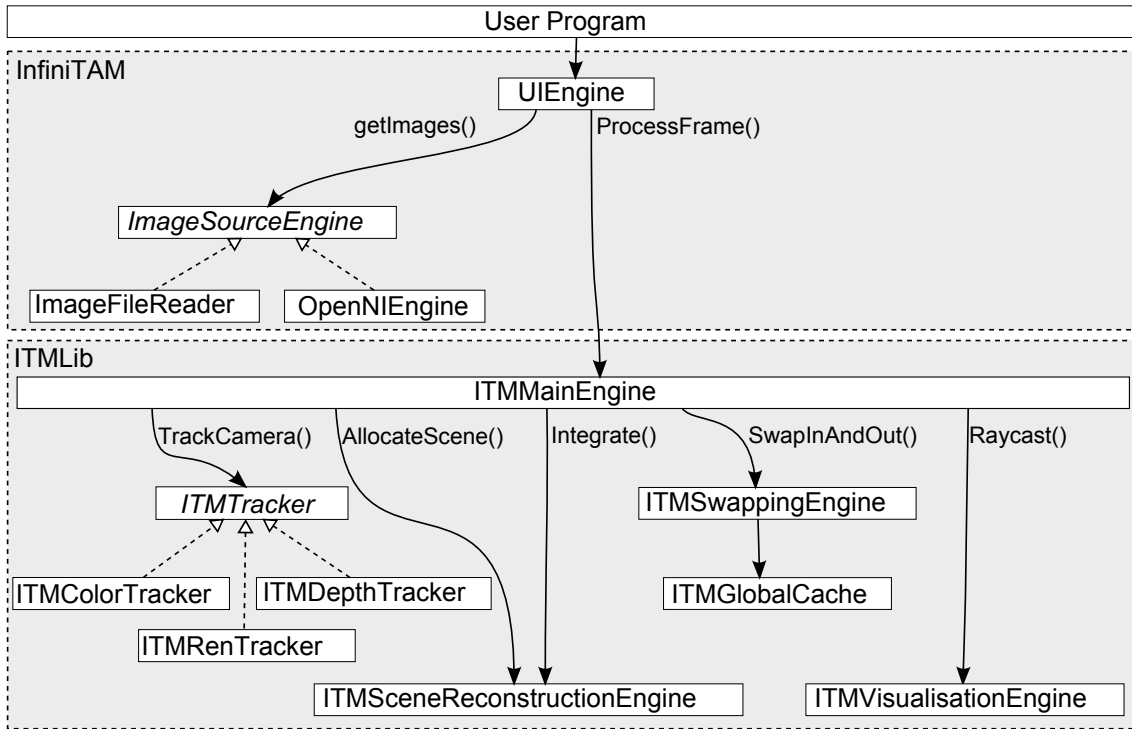 User Program
InfiniTAM
UIEngine
getImages()
ProcessFrame()
ImageSourceEngine
ImageFileReader
OpenNIEngine
ITMLib
ITMMainEngine
TrackCamera()
AllocateScene()
Integrate()
SwapInAndOut()
Raycast()
ITMTracker
ITMSwappingEngine
ITMColorTracker
ITMDepthTracker
ITMGlobalCache
ITMRenTracker
ITMSceneReconstructionEngine
ITMVisualisationEngine